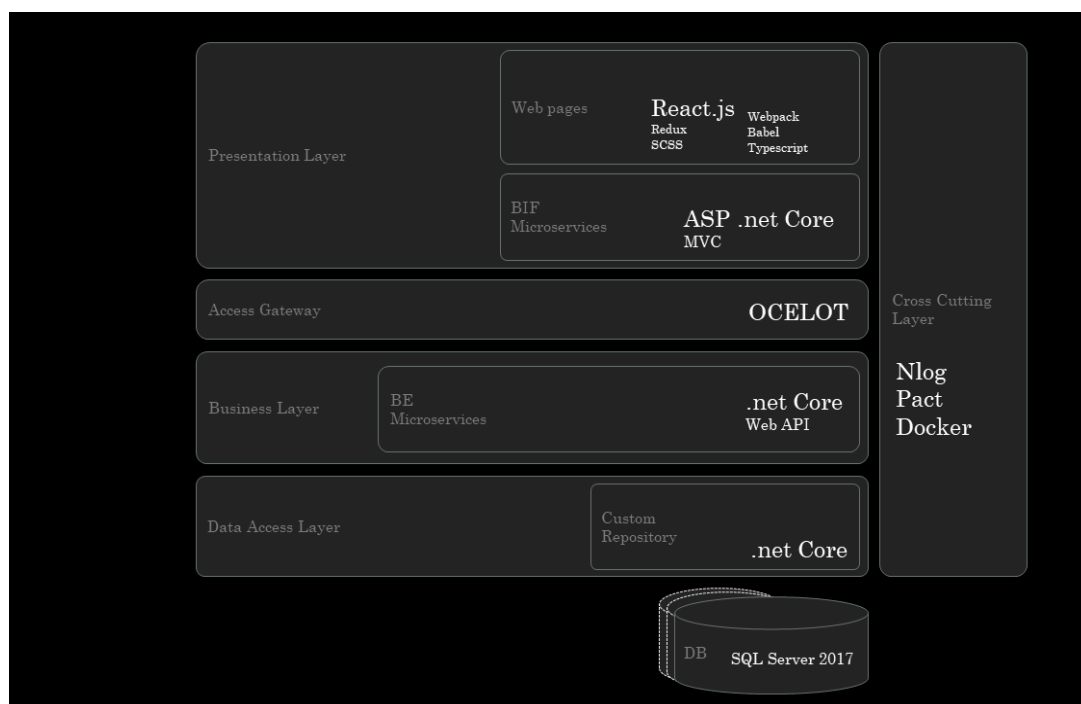 Presentation Layer
Web pages
React.js
Redux
SCSS
Webpack
Babel
Typescript
BIF
Microservices
ASP .net Core
MVC
Access Gateway
OCELOT
Business Layer
BE
Microservices
.net Core
Web API
Data Access Layer
Custom
Repository
.net Core
Cross Cutting
Layer
Nlog
Pact
Docker
DB
SQL Server 2017